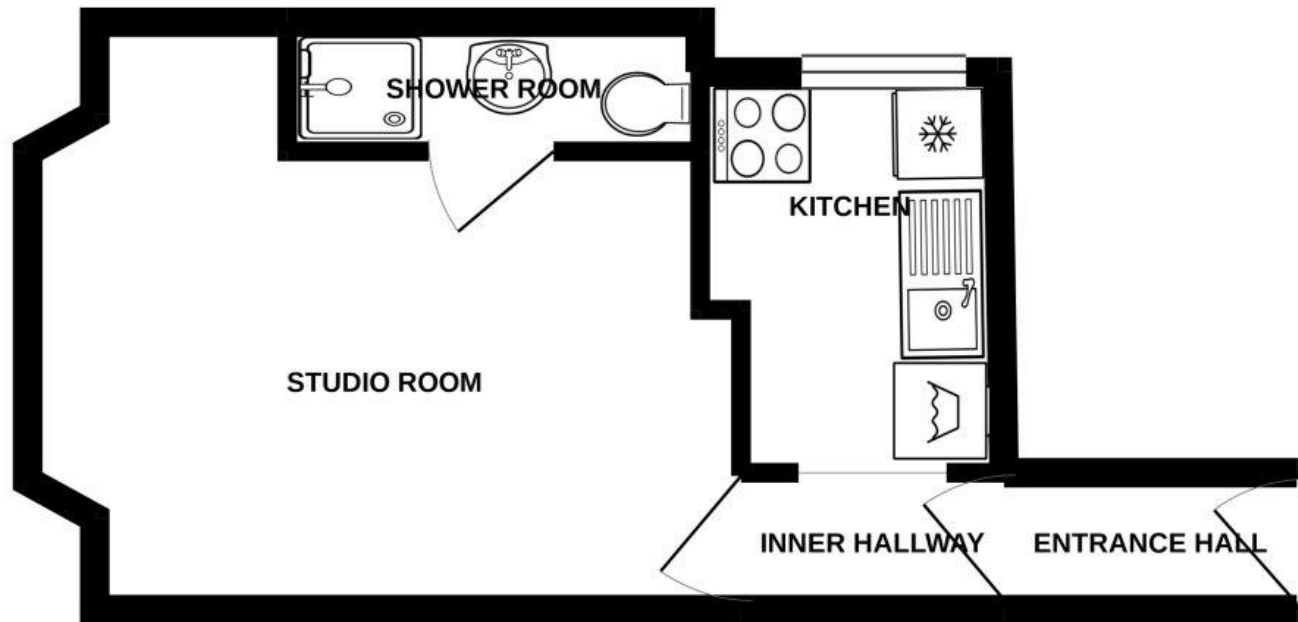 SHOWER ROOM
KITCHEN
STUDIO ROOM
INNER HALLWAY
ENTRANCE HALL